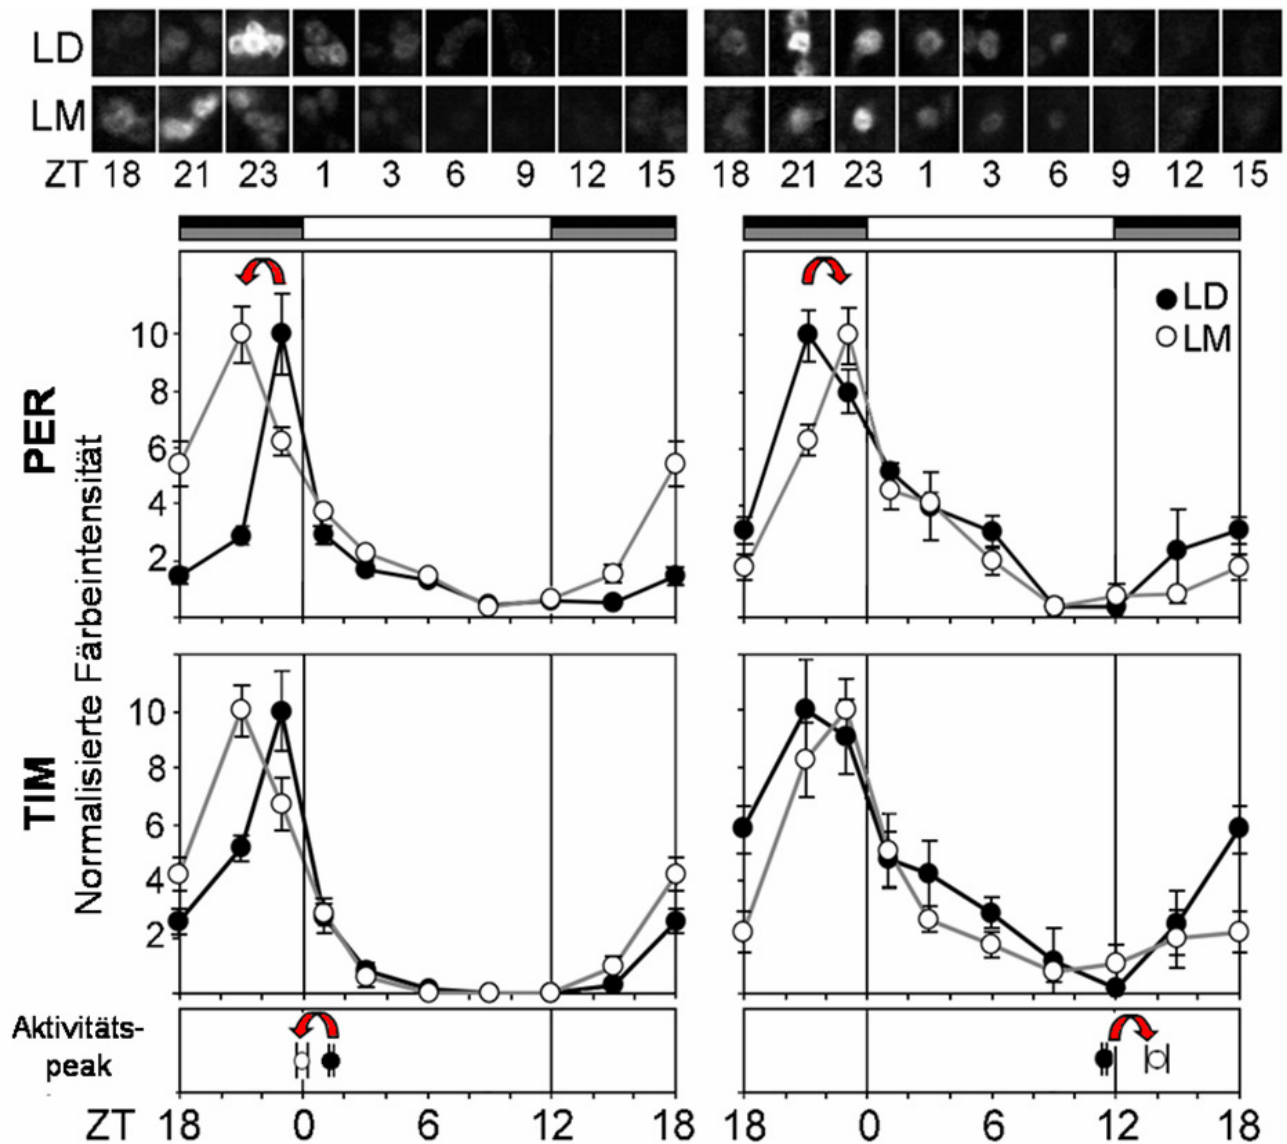 LD
LM
ZT 18 21 23 1 3 6 9 12 15 18 21 23 1 3 6 9 12 15
LD
LM
PER
Normalisierte Färbeintensität
10
8
6
4
2
TIM
10
8
6
4
2
Aktivitäts-
peak
ZT 18 0 6 12 18 18 0 6 12 18